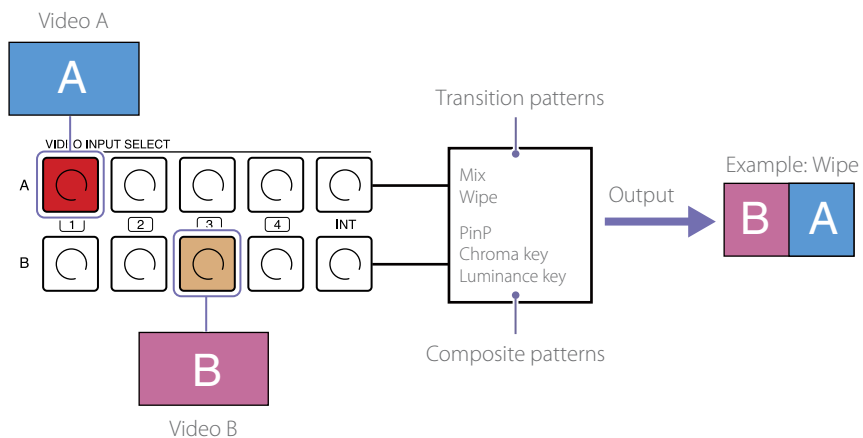 Video A
A
VIDEO INPUT SELECT
A
1 2 3 4 INT
B
B
Video B
Transition patterns
Mix
Wipe
PinP
Chroma key
Luminance key
Composite patterns
Output
Example: Wipe
B A